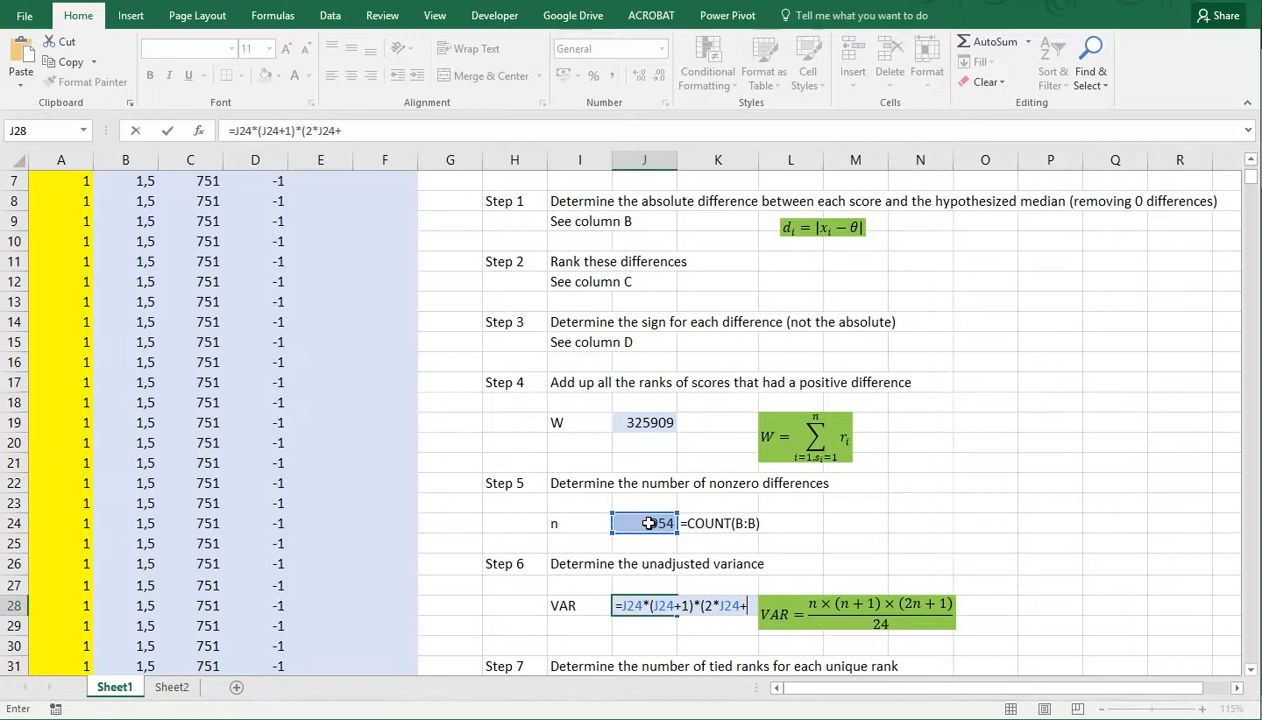 File Home Insert Page Layout Formulas Data Review View Developer Google Drive ACROBAT Power Pivot Tell me what you want to do Share
Paste Cut Copy Format Painter
Clipboard
11 A A B I U A
Font
Wrap Text Merge & Center
Alignment
General %
Number
Conditional Formatting Format as Table Cell Styles
Styles
Insert Delete Format
Cells
AutoSum Fill Clear Sort & Filter Find & Select
Editing
J28 fx =J24*(J24+1)*(2*J24+
A B C D E F G H I J K L M N O P Q R
7 1 1,5 751 -1
8 1 1,5 751 -1 Step 1 Determine the absolute difference between each score and the hypothesized median (removing 0 differences)
9 1 1,5 751 -1 See column B d_i = |x_i − θ|
10 1 1,5 751 -1
11 1 1,5 751 -1 Step 2 Rank these differences
12 1 1,5 751 -1 See column C
13 1 1,5 751 -1
14 1 1,5 751 -1 Step 3 Determine the sign for each difference (not the absolute)
15 1 1,5 751 -1 See column D
16 1 1,5 751 -1
17 1 1,5 751 -1 Step 4 Add up all the ranks of scores that had a positive difference
18 1 1,5 751 -1
19 1 1,5 751 -1 W 325909 W = ∑ n i=1,s_i=1 r_i
20 1 1,5 751 -1
21 1 1,5 751 -1
22 1 1,5 751 -1 Step 5 Determine the number of nonzero differences
23 1 1,5 751 -1
24 1 1,5 751 -1 n =COUNT(B:B)
25 1 1,5 751 -1
26 1 1,5 751 -1 Step 6 Determine the unadjusted variance
27 1 1,5 751 -1
28 1 1,5 751 -1 VAR =J24*(J24+1)*(2*J24+ VAR = n × (n + 1) × (2n + 1) / 24
29 1 1,5 751 -1
30 1 1,5 751 -1
31 1 1,5 751 -1 Step 7 Determine the number of tied ranks for each unique rank
Sheet1 Sheet2
Enter 115%